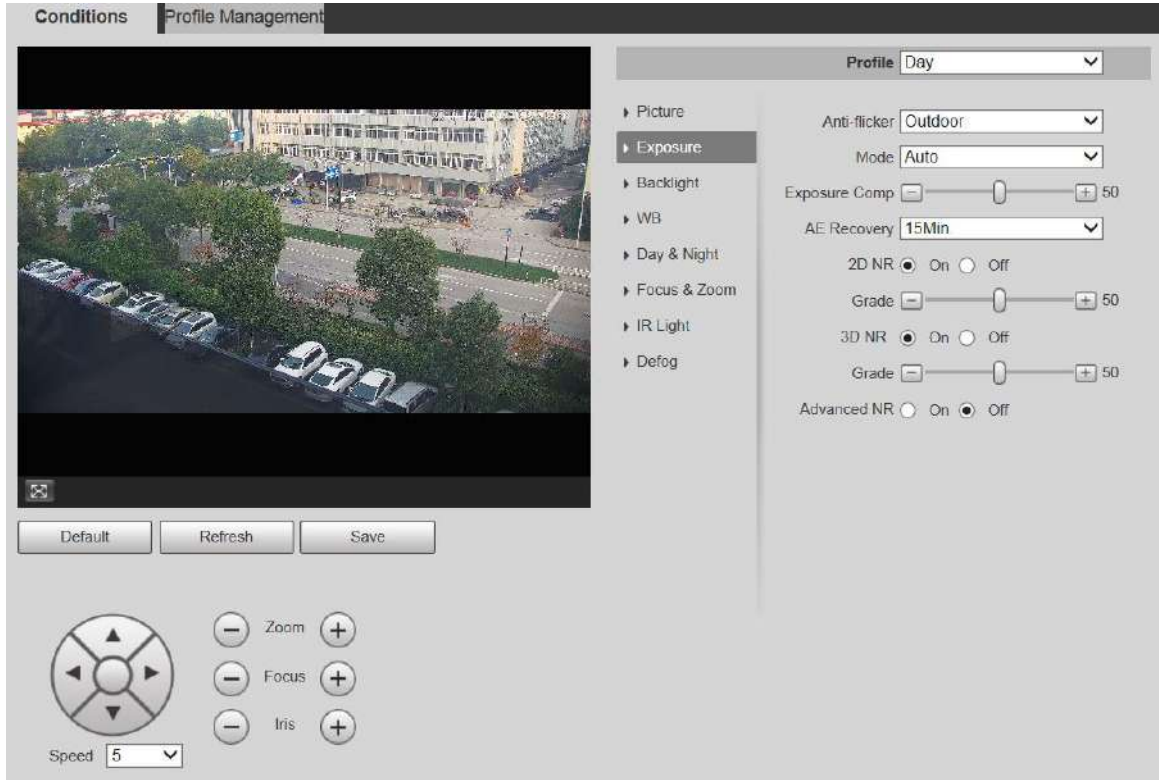 Conditions
Profile Management
Profile Day
Picture
Exposure
Backlight
WB
Day & Night
Focus & Zoom
IR Light
Defog
Anti-flicker Outdoor
Mode Auto
Exposure Comp 50
AE Recovery 15Min
2D NR On Off
Grade 50
3D NR On Off
Grade 50
Advanced NR On Off
Default Refresh Save
Zoom
Focus
Iris
Speed 5